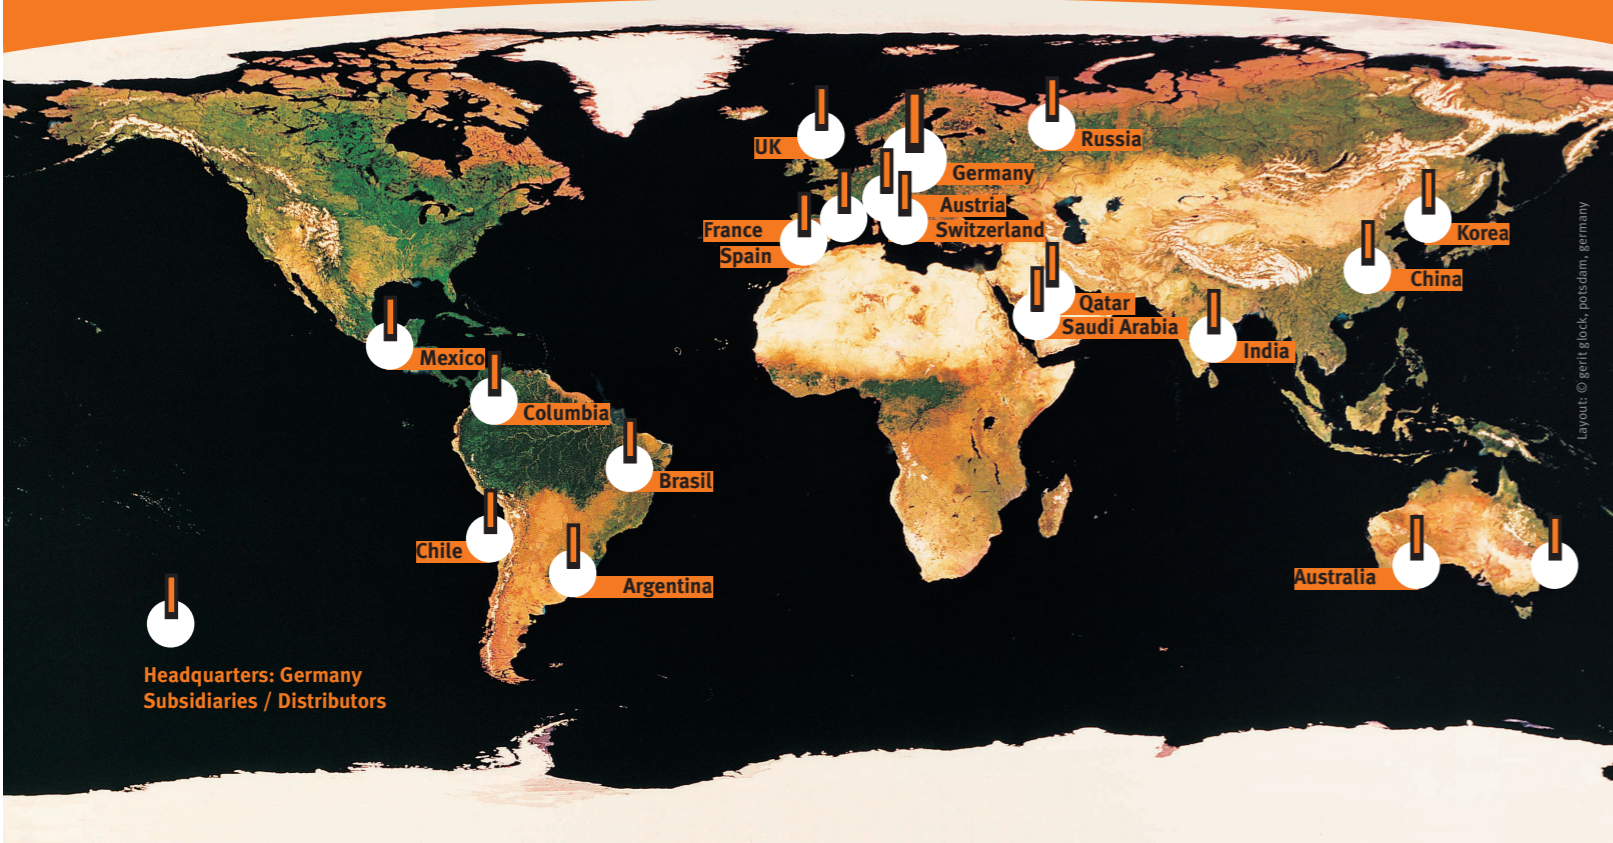 UK
Russia
Germany
Austria
France
Switzerland
Spain
Korea
China
Qatar
Saudi Arabia
India
Mexico
Columbia
Brasil
Chile
Argentina
Australia
Headquarters: Germany
Subsidiaries / Distributors
Layout: © gerit glock, potsdam, germany